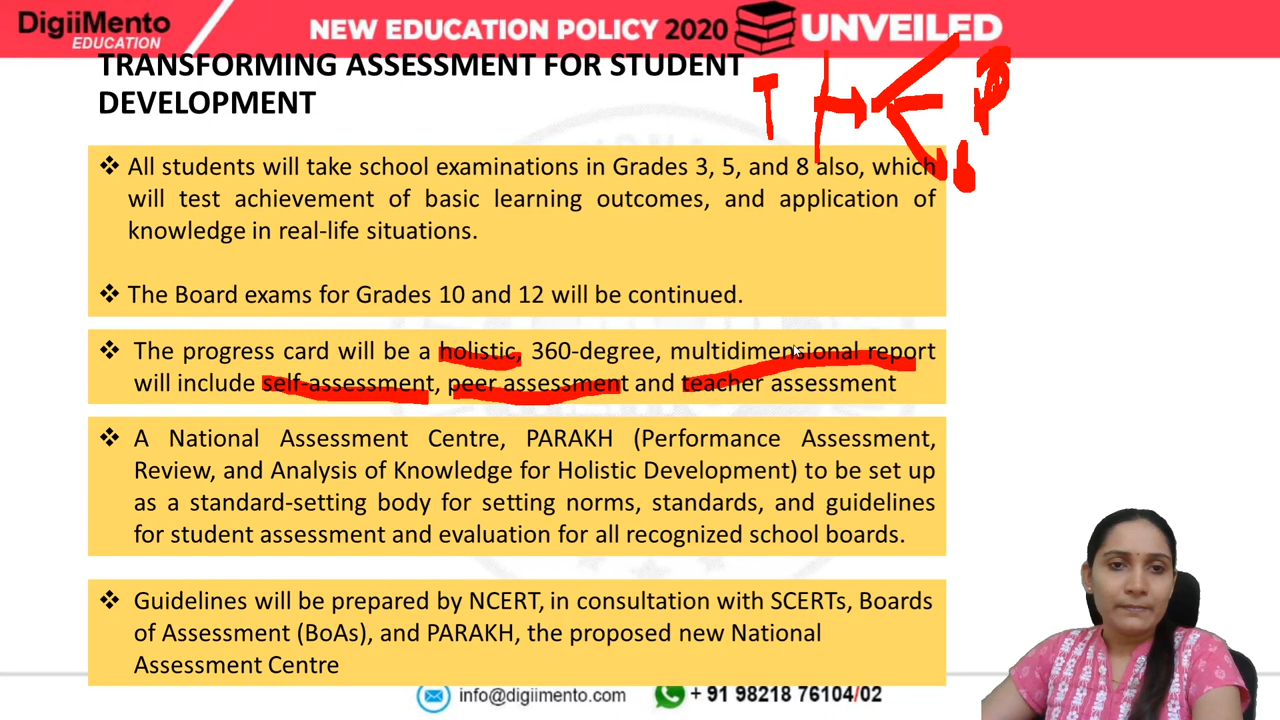 DigiiMento
EDUCATION
NEW EDUCATION POLICY 2020
UNVEILED
TRANSFORMING ASSESSMENT FOR STUDENT
DEVELOPMENT
T
P
❖ All students will take school examinations in Grades 3, 5, and 8 also, which
will test achievement of basic learning outcomes, and application of
knowledge in real-life situations.
❖ The Board exams for Grades 10 and 12 will be continued.
❖ The progress card will be a holistic, 360-degree, multidimensional report
will include self-assessment, peer assessment and teacher assessment
❖ A National Assessment Centre, PARAKH (Performance Assessment,
Review, and Analysis of Knowledge for Holistic Development) to be set up
as a standard-setting body for setting norms, standards, and guidelines
for student assessment and evaluation for all recognized school boards.
❖ Guidelines will be prepared by NCERT, in consultation with SCERTs, Boards
of Assessment (BoAs), and PARAKH, the proposed new National
Assessment Centre
info@digiimento.com
+ 91 98218 76104/02